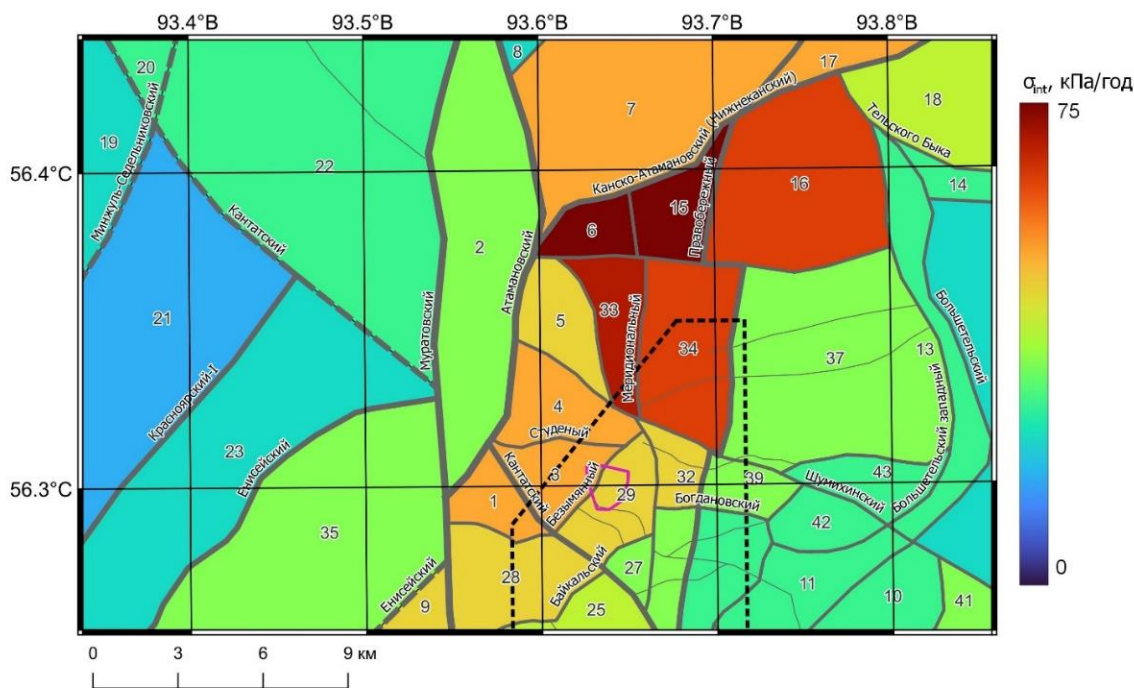 93.4°В
93.5°В
93.6°В
93.7°В
93.8°В
56.4°С
56.3°С
20
8
17
7
18
19
22
14
16
15
6
2
21
5
33
34
37
13
4
23
3
1
29
32
39
43
42
35
28
27
11
10
9
25
41
Минжуль-Седельниковский
Кантатский
Муратовский
Атамановский
Канско-Атамановский (Нижнеканский)
Правобережный
Тельского Быка
Большетельский
Большетельский западный
Меридиональный
Красноярский-I
Енисейский
Студеный
Кантатский
Безымянный
Богдановский
Шумихинский
Байкальский
Енисейский
σint, кПа/год
75
0
0
3
6
9 км